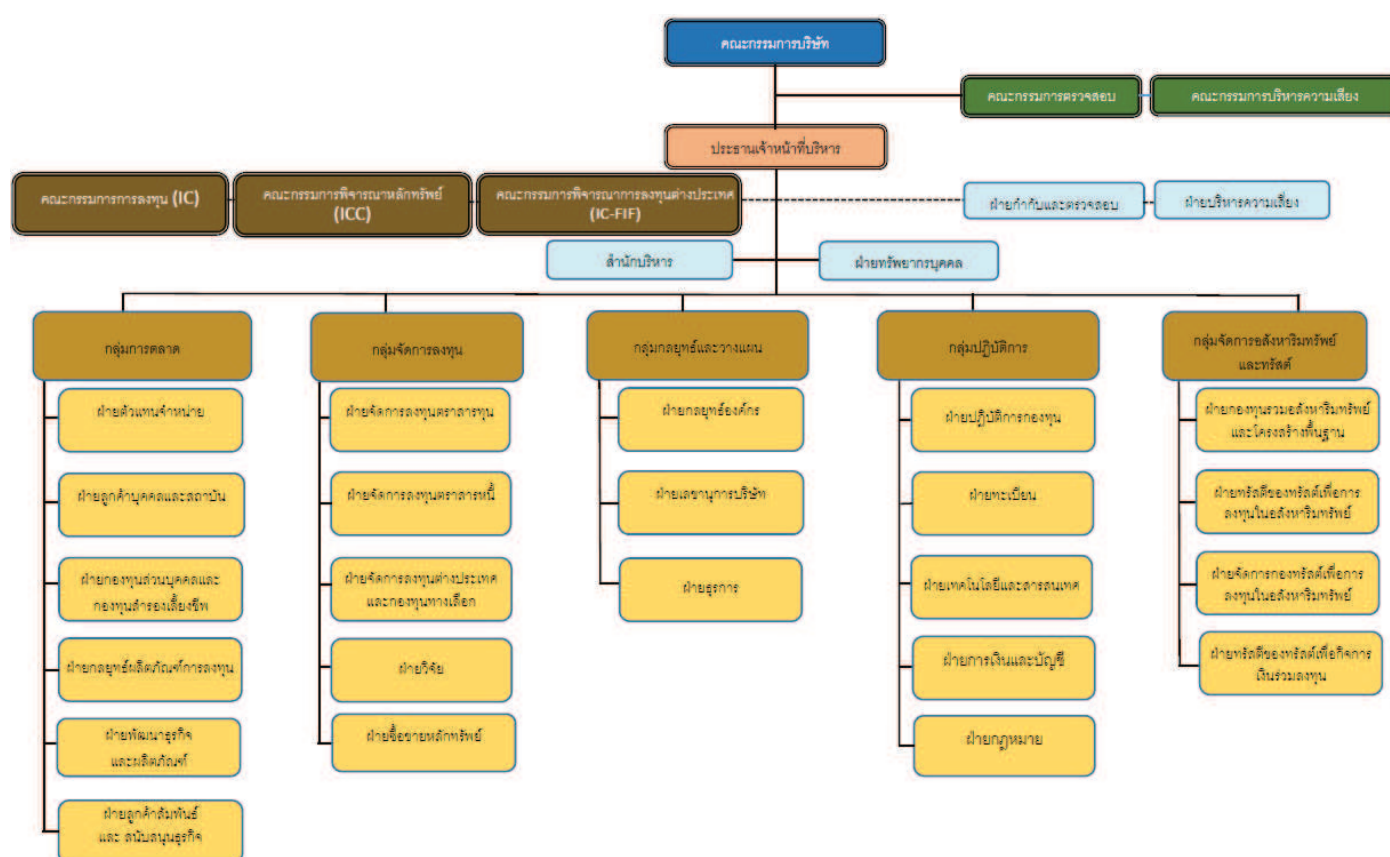 คณะกรรมการบริษัท
คณะกรรมการตรวจสอบ
คณะกรรมการบริหารความเสี่ยง
ประธานเจ้าหน้าที่บริหาร
คณะกรรมการการลงทุน (IC)
คณะกรรมการพิจารณาหลักทรัพย์
(ICC)
คณะกรรมการพิจารณาการลงทุนต่างประเทศ
(IC-FIF)
ฝ่ายกำกับและตรวจสอบ
ฝ่ายบริหารความเสี่ยง
สำนักบริหาร
ฝ่ายทรัพยากรบุคคล
กลุ่มการตลาด
ฝ่ายตัวแทนจำหน่าย
ฝ่ายลูกค้าบุคคลและสถาบัน
ฝ่ายกองทุนส่วนบุคคลและ
กองทุนสำรองเลี้ยงชีพ
ฝ่ายกลยุทธ์ผลิตภัณฑ์การลงทุน
ฝ่ายพัฒนาธุรกิจ
และผลิตภัณฑ์
ฝ่ายลูกค้าสัมพันธ์
และ สนับสนุนธุรกิจ
กลุ่มจัดการลงทุน
ฝ่ายจัดการลงทุนตราสารทุน
ฝ่ายจัดการลงทุนตราสารหนี้
ฝ่ายจัดการลงทุนต่างประเทศ
และกองทุนทางเลือก
ฝ่ายวิจัย
ฝ่ายซื้อขายหลักทรัพย์
กลุ่มกลยุทธ์และวางแผน
ฝ่ายกลยุทธ์องค์กร
ฝ่ายเลขานุการบริษัท
ฝ่ายธุรการ
กลุ่มปฏิบัติการ
ฝ่ายปฏิบัติการกองทุน
ฝ่ายทะเบียน
ฝ่ายเทคโนโลยีและสารสนเทศ
ฝ่ายการเงินและบัญชี
ฝ่ายกฎหมาย
กลุ่มจัดการอสังหาริมทรัพย์
และทรัสต์
ฝ่ายกองทุนรวมอสังหาริมทรัพย์
และโครงสร้างพื้นฐาน
ฝ่ายทรัสตีของทรัสต์เพื่อการ
ลงทุนในอสังหาริมทรัพย์
ฝ่ายจัดการกองทรัสต์เพื่อการ
ลงทุนในอสังหาริมทรัพย์
ฝ่ายทรัสตีของทรัสต์เพื่อกิจการ
เงินร่วมลงทุน